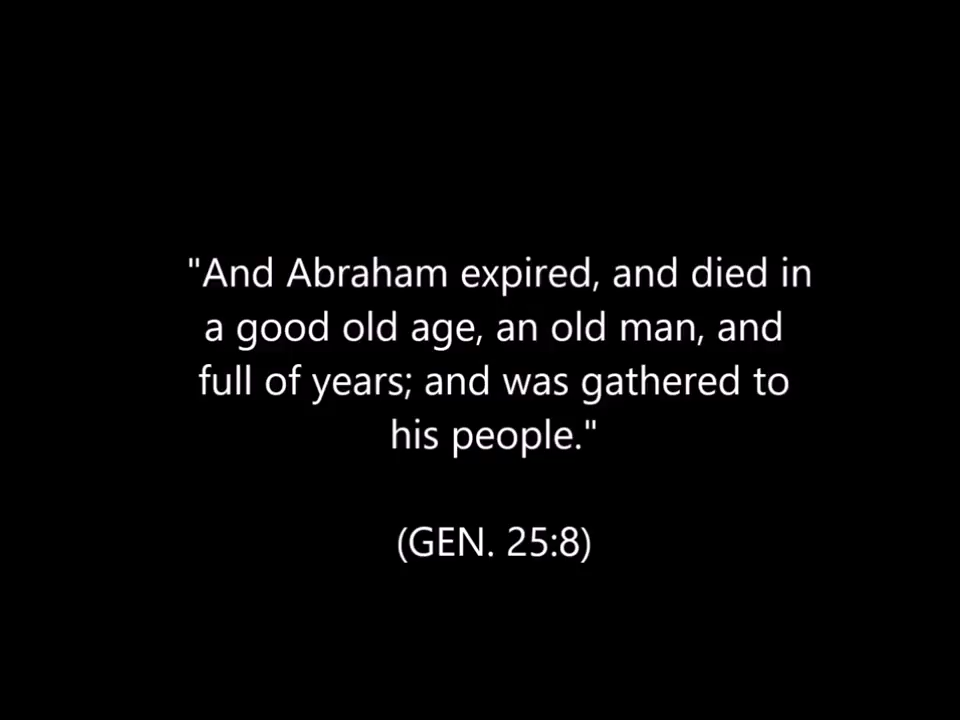 "And Abraham expired, and died in
a good old age, an old man, and
full of years; and was gathered to
his people."
(GEN. 25:8)